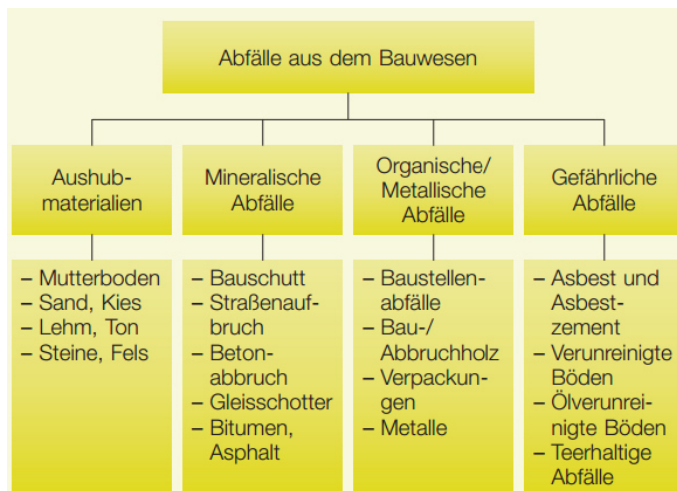 Abfälle aus dem Bauwesen
Aushub-
materialien
Mineralische
Abfälle
Organische/
Metallische
Abfälle
Gefährliche
Abfälle
– Mutterboden
– Sand, Kies
– Lehm, Ton
– Steine, Fels
– Bauschutt
– Straßenauf-
bruch
– Beton-
abbruch
– Gleisschotter
– Bitumen,
Asphalt
– Baustellen-
abfälle
– Bau-/
Abbruchholz
– Verpackun-
gen
– Metalle
– Asbest und
Asbest-
zement
– Verunreinigte
Böden
– Ölverunrei-
nigte Böden
– Teerhaltige
Abfälle